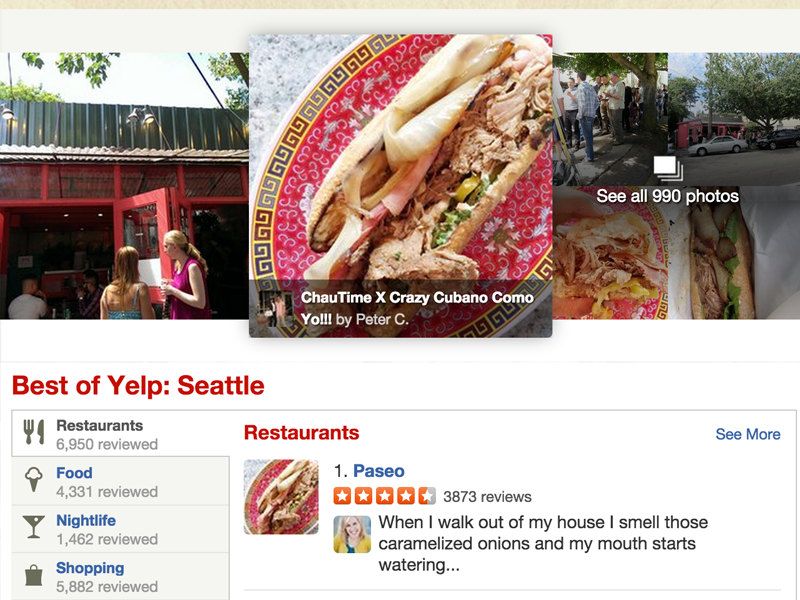 See all 990 photos
ChauTime X Crazy Cubano Como
Yo!!! by Peter C.
Best of Yelp: Seattle
Restaurants
6,950 reviewed
Food
4,331 reviewed
Nightlife
1,462 reviewed
Shopping
5,882 reviewed
Restaurants
See More
1. Paseo
3873 reviews
When I walk out of my house I smell those
caramelized onions and my mouth starts
watering...